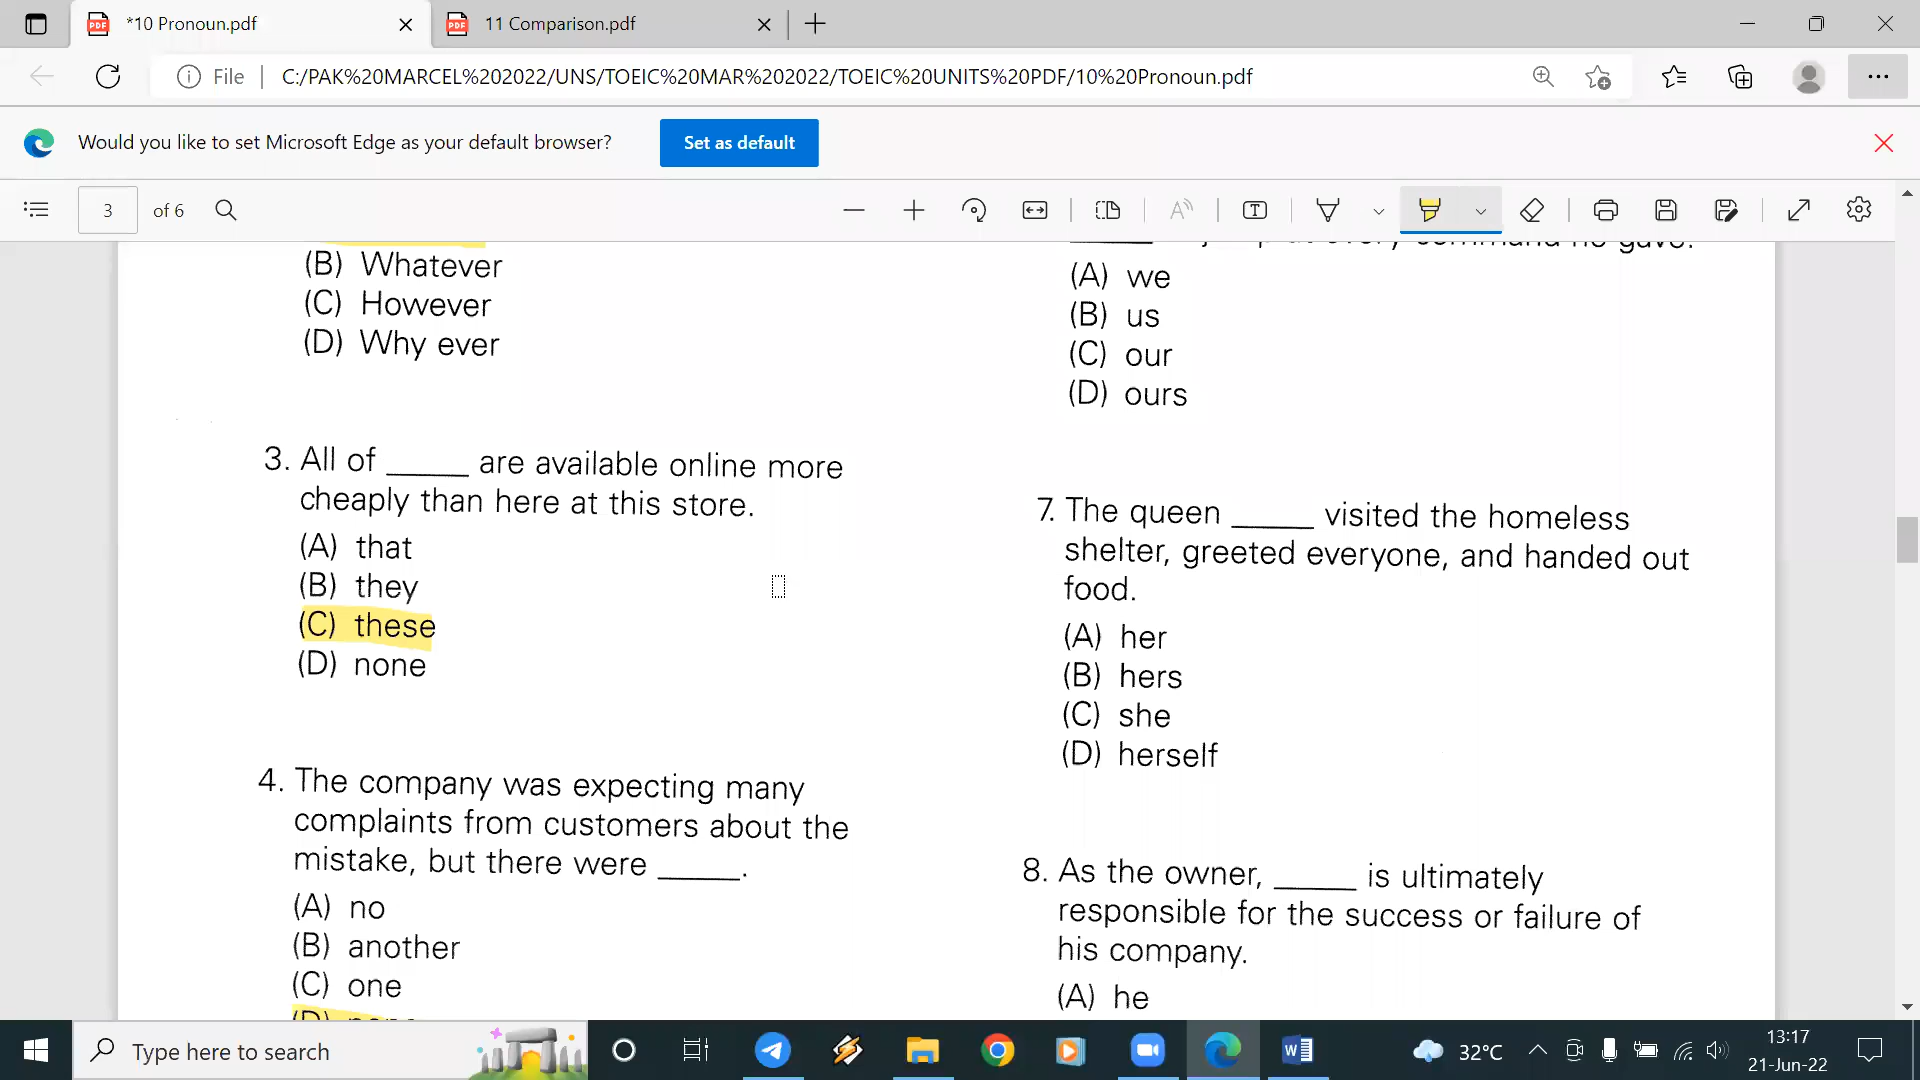 *10 Pronoun.pdf
11 Comparison.pdf
File
C:/PAK%20MARCEL%202022/UNS/TOEIC%20MAR%202022/TOEIC%20UNITS%20PDF/10%20Pronoun.pdf
Would you like to set Microsoft Edge as your default browser?
Set as default
3
of 6
(B) Whatever
(C) However
(D) Why ever
3. All of _____ are available online more
cheaply than here at this store.
(A) that
(B) they
(C) these
(D) none
4. The company was expecting many
complaints from customers about the
mistake, but there were _____.
(A) no
(B) another
(C) one
(D) none
every command he gave.
(A) we
(B) us
(C) our
(D) ours
7. The queen _____ visited the homeless
shelter, greeted everyone, and handed out
food.
(A) her
(B) hers
(C) she
(D) herself
8. As the owner, _____ is ultimately
responsible for the success or failure of
his company.
(A) he
Type here to search
32°C
13:17
21-Jun-22